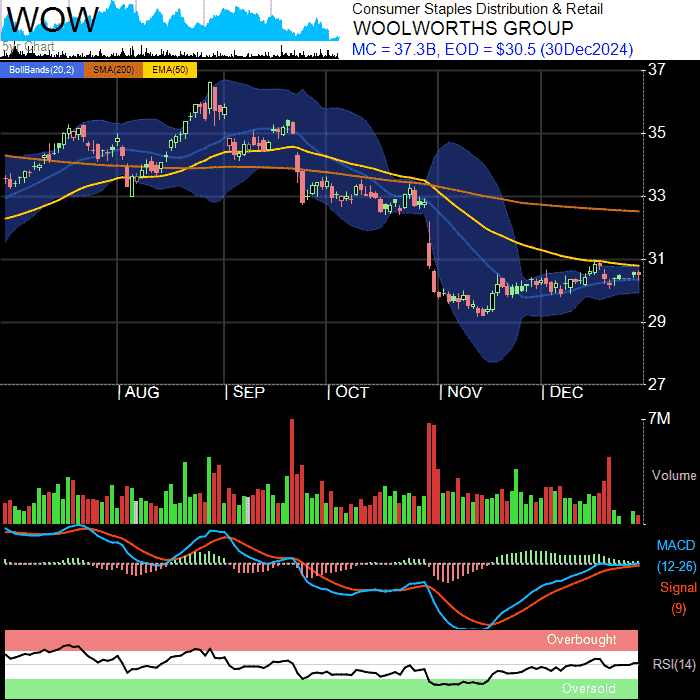 WOW
5yr Chart
Consumer Staples Distribution & Retail
WOOLWORTHS GROUP
MC = 37.3B, EOD = $30.5 (30Dec2024)
BollBands(20,2) SMA(200) EMA(50)
37
35
33
31
29
27
AUG SEP OCT NOV DEC
7M
Volume
MACD
(12-26)
Signal
(9)
Overbought
RSI(14)
Oversold